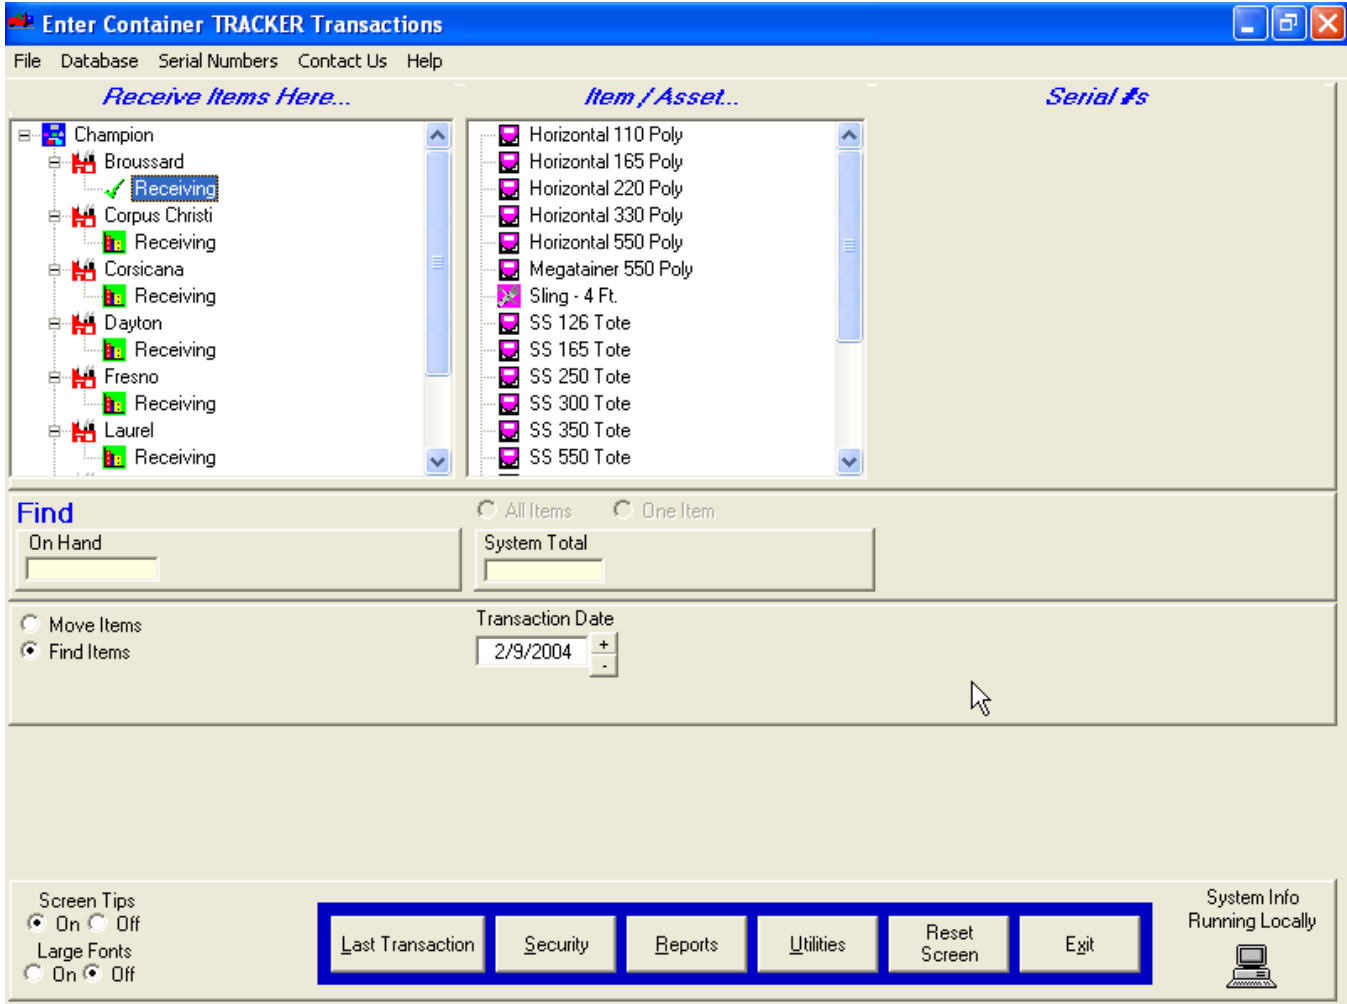 Enter Container TRACKER Transactions
File Database Serial Numbers Contact Us Help
Receive Items Here...
Champion
Broussard
Receiving
Corpus Christi
Receiving
Corsicana
Receiving
Dayton
Receiving
Fresno
Receiving
Laurel
Receiving
Item / Asset...
Horizontal 110 Poly
Horizontal 165 Poly
Horizontal 220 Poly
Horizontal 330 Poly
Horizontal 550 Poly
Megatainer 550 Poly
Sling - 4 Ft.
SS 126 Tote
SS 165 Tote
SS 250 Tote
SS 300 Tote
SS 350 Tote
SS 550 Tote
Serial #s
Find
All Items One Item
On Hand
System Total
Move Items
Find Items
Transaction Date
2/9/2004
+
-
Screen Tips
On Off
Large Fonts
On Off
Last Transaction
Security
Reports
Utilities
Reset
Screen
Exit
System Info
Running Locally